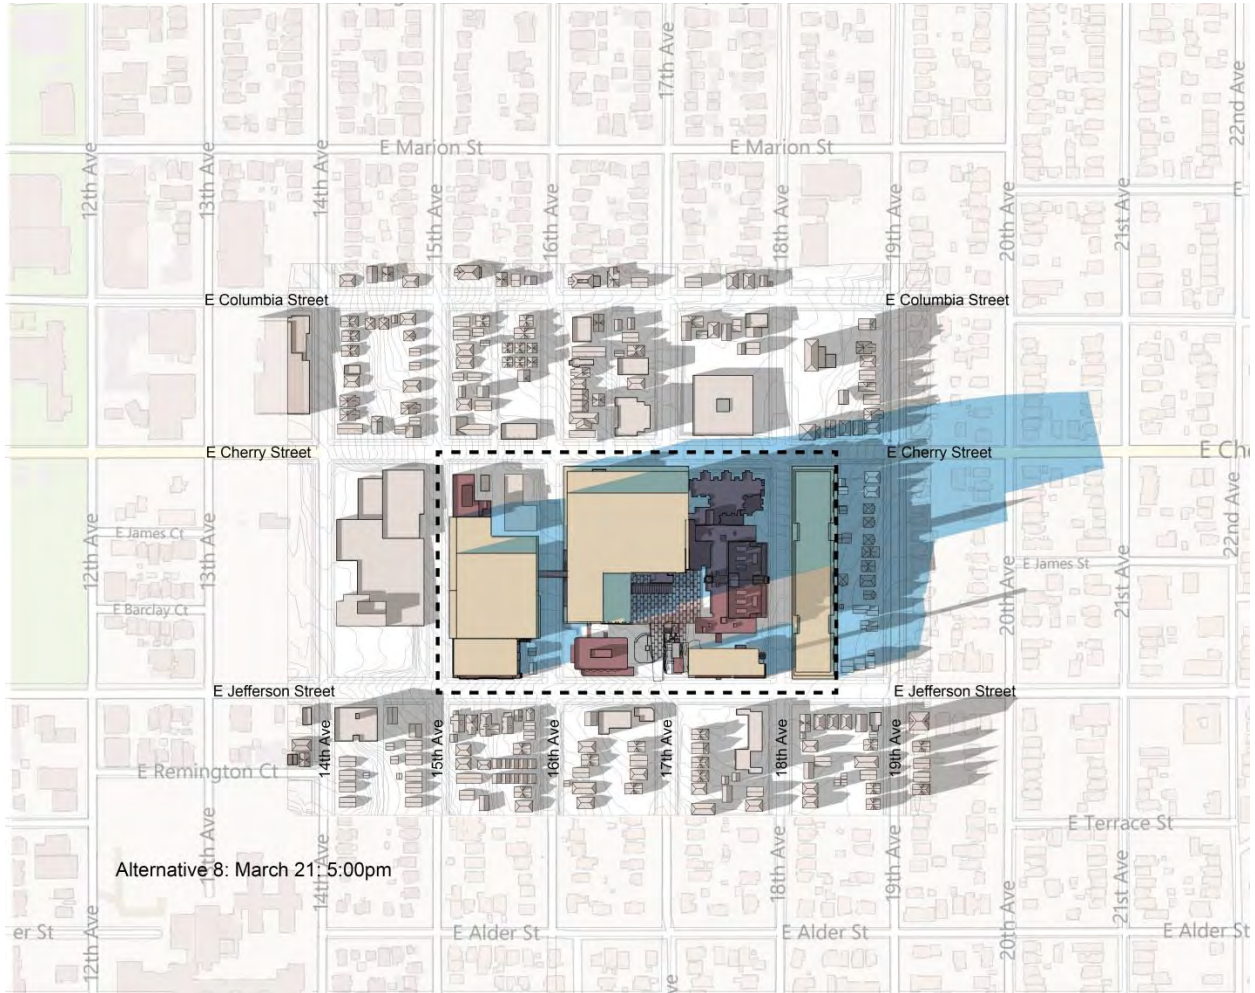 17th Ave
22nd Ave
E Marion St
E Marion St
12th Ave
13th Ave
14th Ave
15th Ave
16th Ave
18th Ave
19th Ave
20th Ave
21st Ave
E Columbia Street
E Columbia Street
E Cherry Street
E Cherry Street
E Che
E James Ct
E Barclay Ct
12th Ave
13th Ave
E James St
20th Ave
21st Ave
22nd Ave
E Jefferson Street
E Jefferson Street
14th Ave
15th Ave
16th Ave
17th Ave
18th Ave
19th Ave
E Remington Ct
E Terrace St
Alternative 8: March 21: 5:00pm
14th Ave
18th Ave
19th Ave
20th Ave
21st Ave
er St
12th Ave
E Alder St
E Alder St
E Alder St